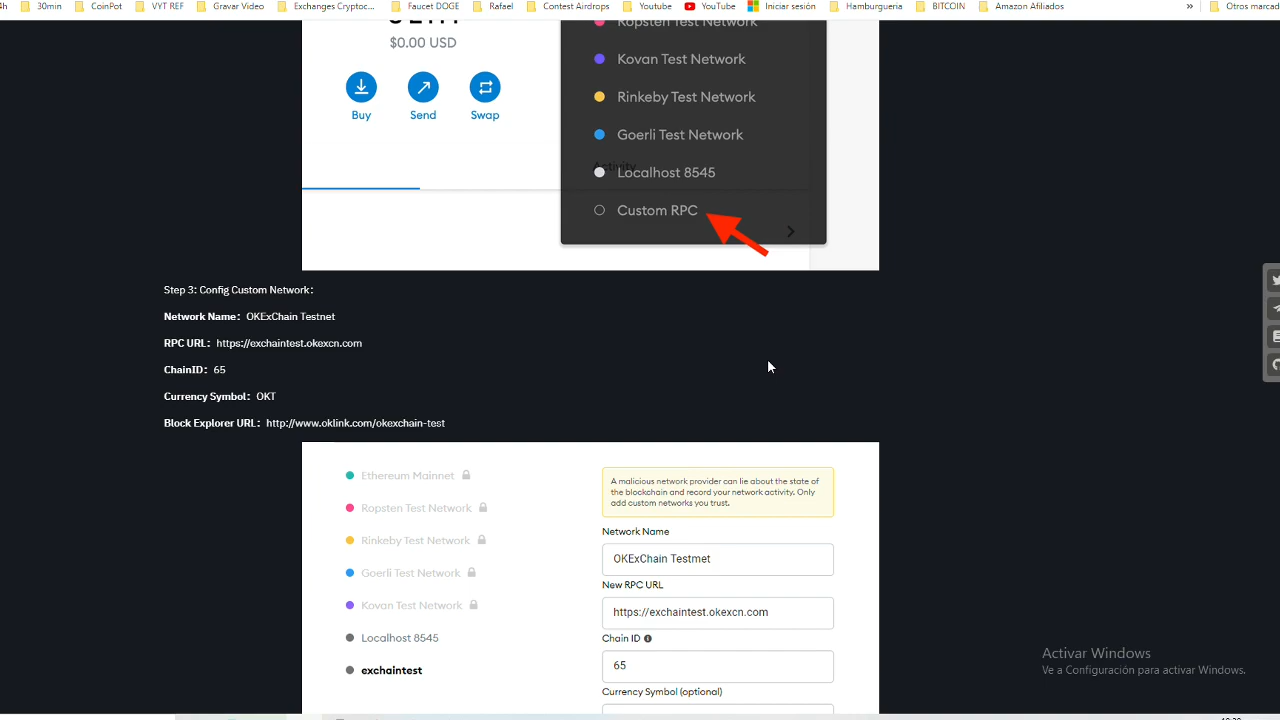 4h
30min
CoinPot
VYT REF
Gravar Video
Exchanges Cryptoc...
Faucet DOGE
Rafael
Contest Airdrops
Youtube
YouTube
Iniciar sesión
Hamburgueria
BITCOIN
Amazon Afiliados
»
Otros marcad
$0.00 USD
Buy
Send
Swap
Ropsten Test Network
Kovan Test Network
Rinkeby Test Network
Goerli Test Network
Activity
Localhost 8545
Custom RPC
Step 3: Config Custom Network:
Network Name: OKExChain Testnet
RPC URL: https://exchaintest.okexcn.com
ChainID: 65
Currency Symbol: OKT
Block Explorer URL: http://www.oklink.com/okexchain-test
Ethereum Mainnet
Ropsten Test Network
Rinkeby Test Network
Goerli Test Network
Kovan Test Network
Localhost 8545
exchaintest
A malicious network provider can lie about the state of
the blockchain and record your network activity. Only
add custom networks you trust.
Network Name
OKExChain Testmet
New RPC URL
https://exchaintest.okexcn.com
Chain ID
65
Currency Symbol (optional)
Activar Windows
Ve a Configuración para activar Windows.